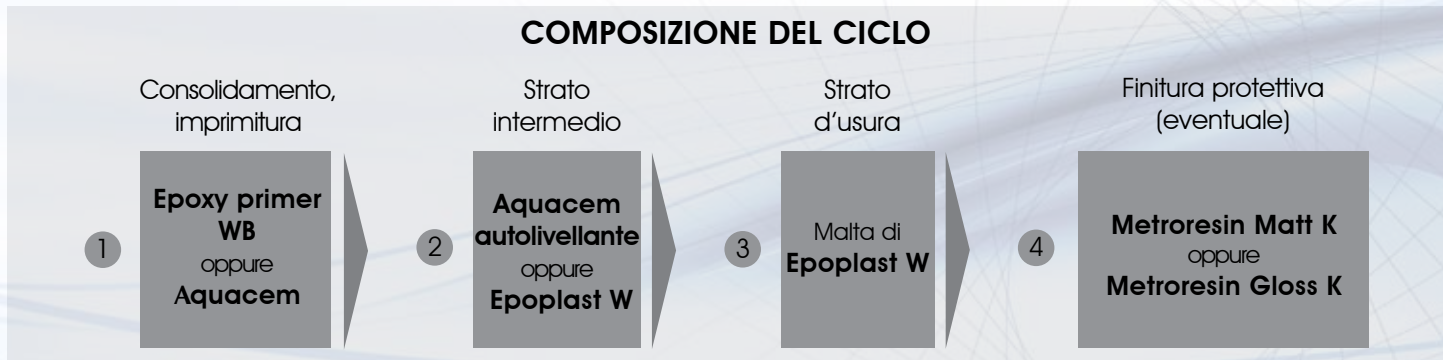 COMPOSIZIONE DEL CICLO
Consolidamento,
imprimitura
1
Epoxy primer
WB
oppure
Aquacem
Strato
intermedio
2
Aquacem
autolivellante
oppure
Epoplast W
Strato
d'usura
3
Malta di
Epoplast W
Finitura protettiva
(eventuale)
4
Metroresin Matt K
oppure
Metroresin Gloss K